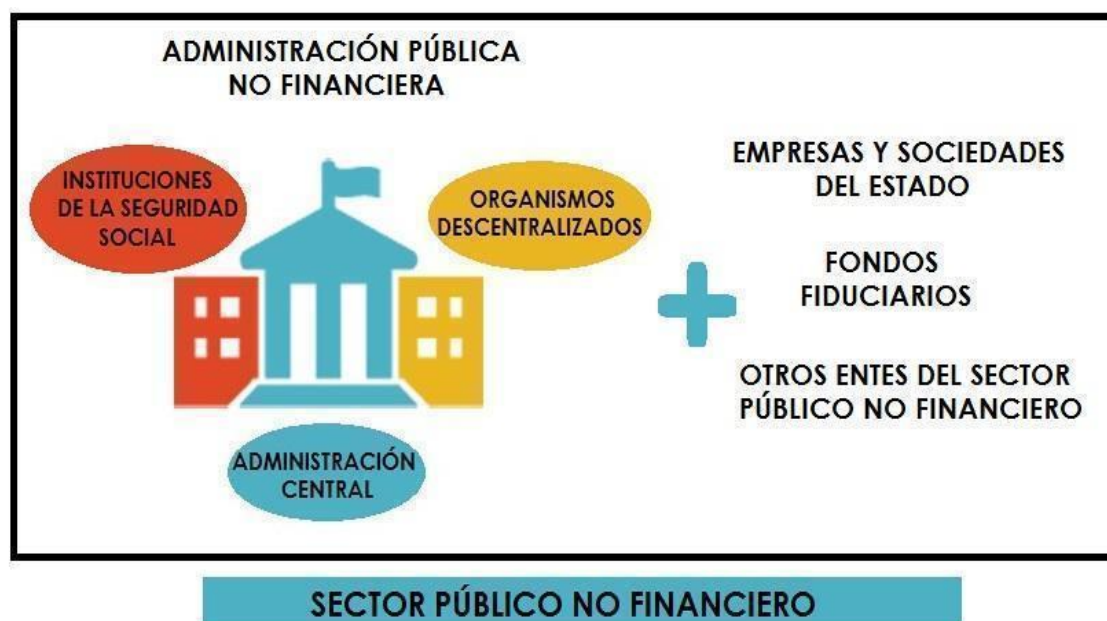 ADMINISTRACIÓN PÚBLICA
NO FINANCIERA
INSTITUCIONES
DE LA SEGURIDAD
SOCIAL
ORGANISMOS
DESCENTRALIZADOS
ADMINISTRACIÓN
CENTRAL
EMPRESAS Y SOCIEDADES
DEL ESTADO
FONDOS
FIDUCIARIOS
OTROS ENTES DEL SECTOR
PÚBLICO NO FINANCIERO
SECTOR PÚBLICO NO FINANCIERO